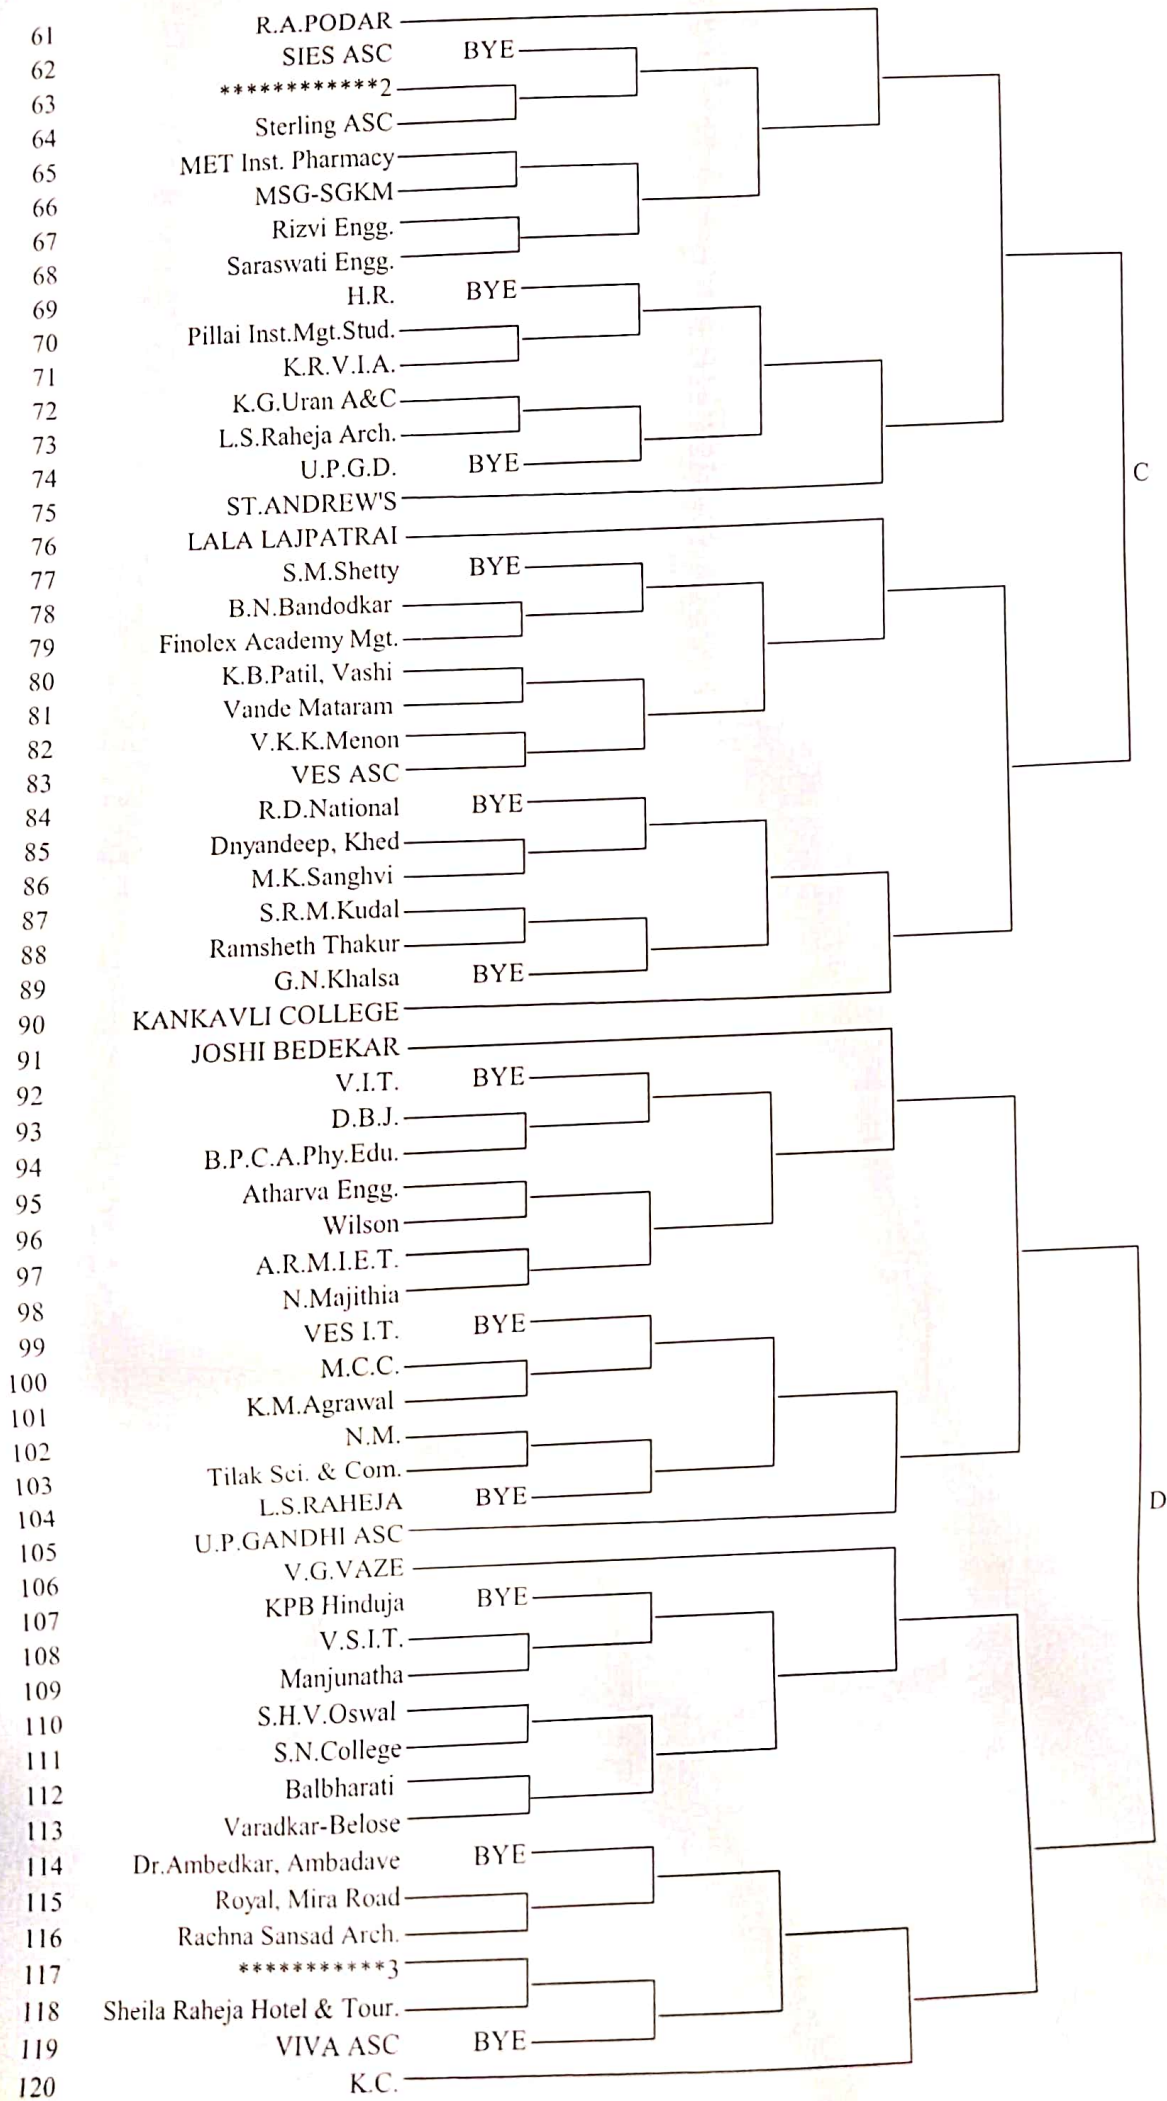 61 R.A.PODAR
62 SIES ASC BYE
63 ************2
64 Sterling ASC
65 MET Inst. Pharmacy
66 MSG-SGKM
67 Rizvi Engg.
68 Saraswati Engg.
69 H.R. BYE
70 Pillai Inst.Mgt.Stud.
71 K.R.V.I.A.
72 K.G.Uran A&C
73 L.S.Raheja Arch.
74 U.P.G.D. BYE
C
75 ST.ANDREW'S
76 LALA LAJPATRAI
77 S.M.Shetty BYE
78 B.N.Bandodkar
79 Finolex Academy Mgt.
80 K.B.Patil, Vashi
81 Vande Mataram
82 V.K.K.Menon
83 VES ASC
84 R.D.National BYE
85 Dnyandeep, Khed
86 M.K.Sanghvi
87 S.R.M.Kudal
88 Ramsheth Thakur
89 G.N.Khalsa BYE
90 KANKAVLI COLLEGE
91 JOSHI BEDEKAR
92 V.I.T. BYE
93 D.B.J.
94 B.P.C.A.Phy.Edu.
95 Atharva Engg.
96 Wilson
97 A.R.M.I.E.T.
98 N.Majithia
99 VES I.T. BYE
100 M.C.C.
101 K.M.Agrawal
102 N.M.
103 Tilak Sci. & Com.
104 L.S.RAHEJA BYE
D
105 U.P.GANDHI ASC
106 V.G.VAZE
107 KPB Hinduja BYE
108 V.S.I.T.
109 Manjunatha
110 S.H.V.Oswal
111 S.N.College
112 Balbharati
113 Varadkar-Belose
114 Dr.Ambedkar, Ambadave BYE
115 Royal, Mira Road
116 Rachna Sansad Arch.
117 ***********3
118 Sheila Raheja Hotel & Tour.
119 VIVA ASC BYE
120 K.C.